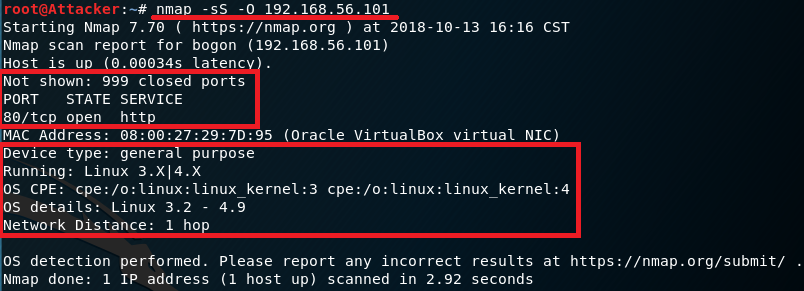 root@Attacker:~# nmap -sS -O 192.168.56.101
Starting Nmap 7.70 ( https://nmap.org ) at 2018-10-13 16:16 CST
Nmap scan report for bogon (192.168.56.101)
Host is up (0.00034s latency).
Not shown: 999 closed ports
PORT   STATE SERVICE
80/tcp open  http
MAC Address: 08:00:27:29:7D:95 (Oracle VirtualBox virtual NIC)
Device type: general purpose
Running: Linux 3.X|4.X
OS CPE: cpe:/o:linux:linux_kernel:3 cpe:/o:linux:linux_kernel:4
OS details: Linux 3.2 - 4.9
Network Distance: 1 hop
OS detection performed. Please report any incorrect results at https://nmap.org/submit/ .
Nmap done: 1 IP address (1 host up) scanned in 2.92 seconds